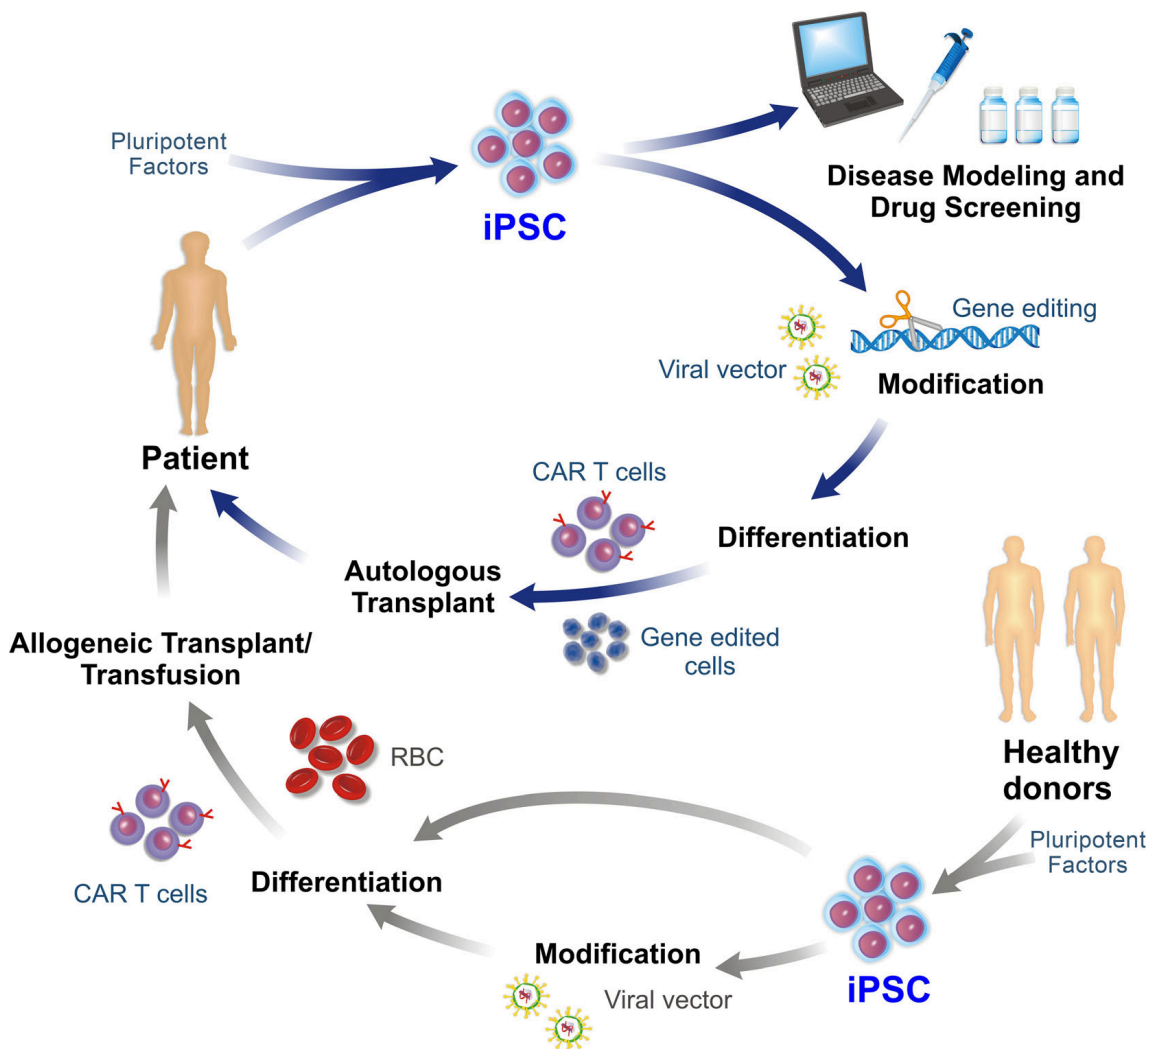 Pluripotent
Factors
iPSC
Disease Modeling and
Drug Screening
Gene editing
Viral vector
Modification
Patient
CAR T cells
Differentiation
Autologous
Transplant
Gene edited
cells
Allogeneic Transplant/
Transfusion
RBC
Healthy
donors
Pluripotent
Factors
CAR T cells
Differentiation
Modification
Viral vector
iPSC